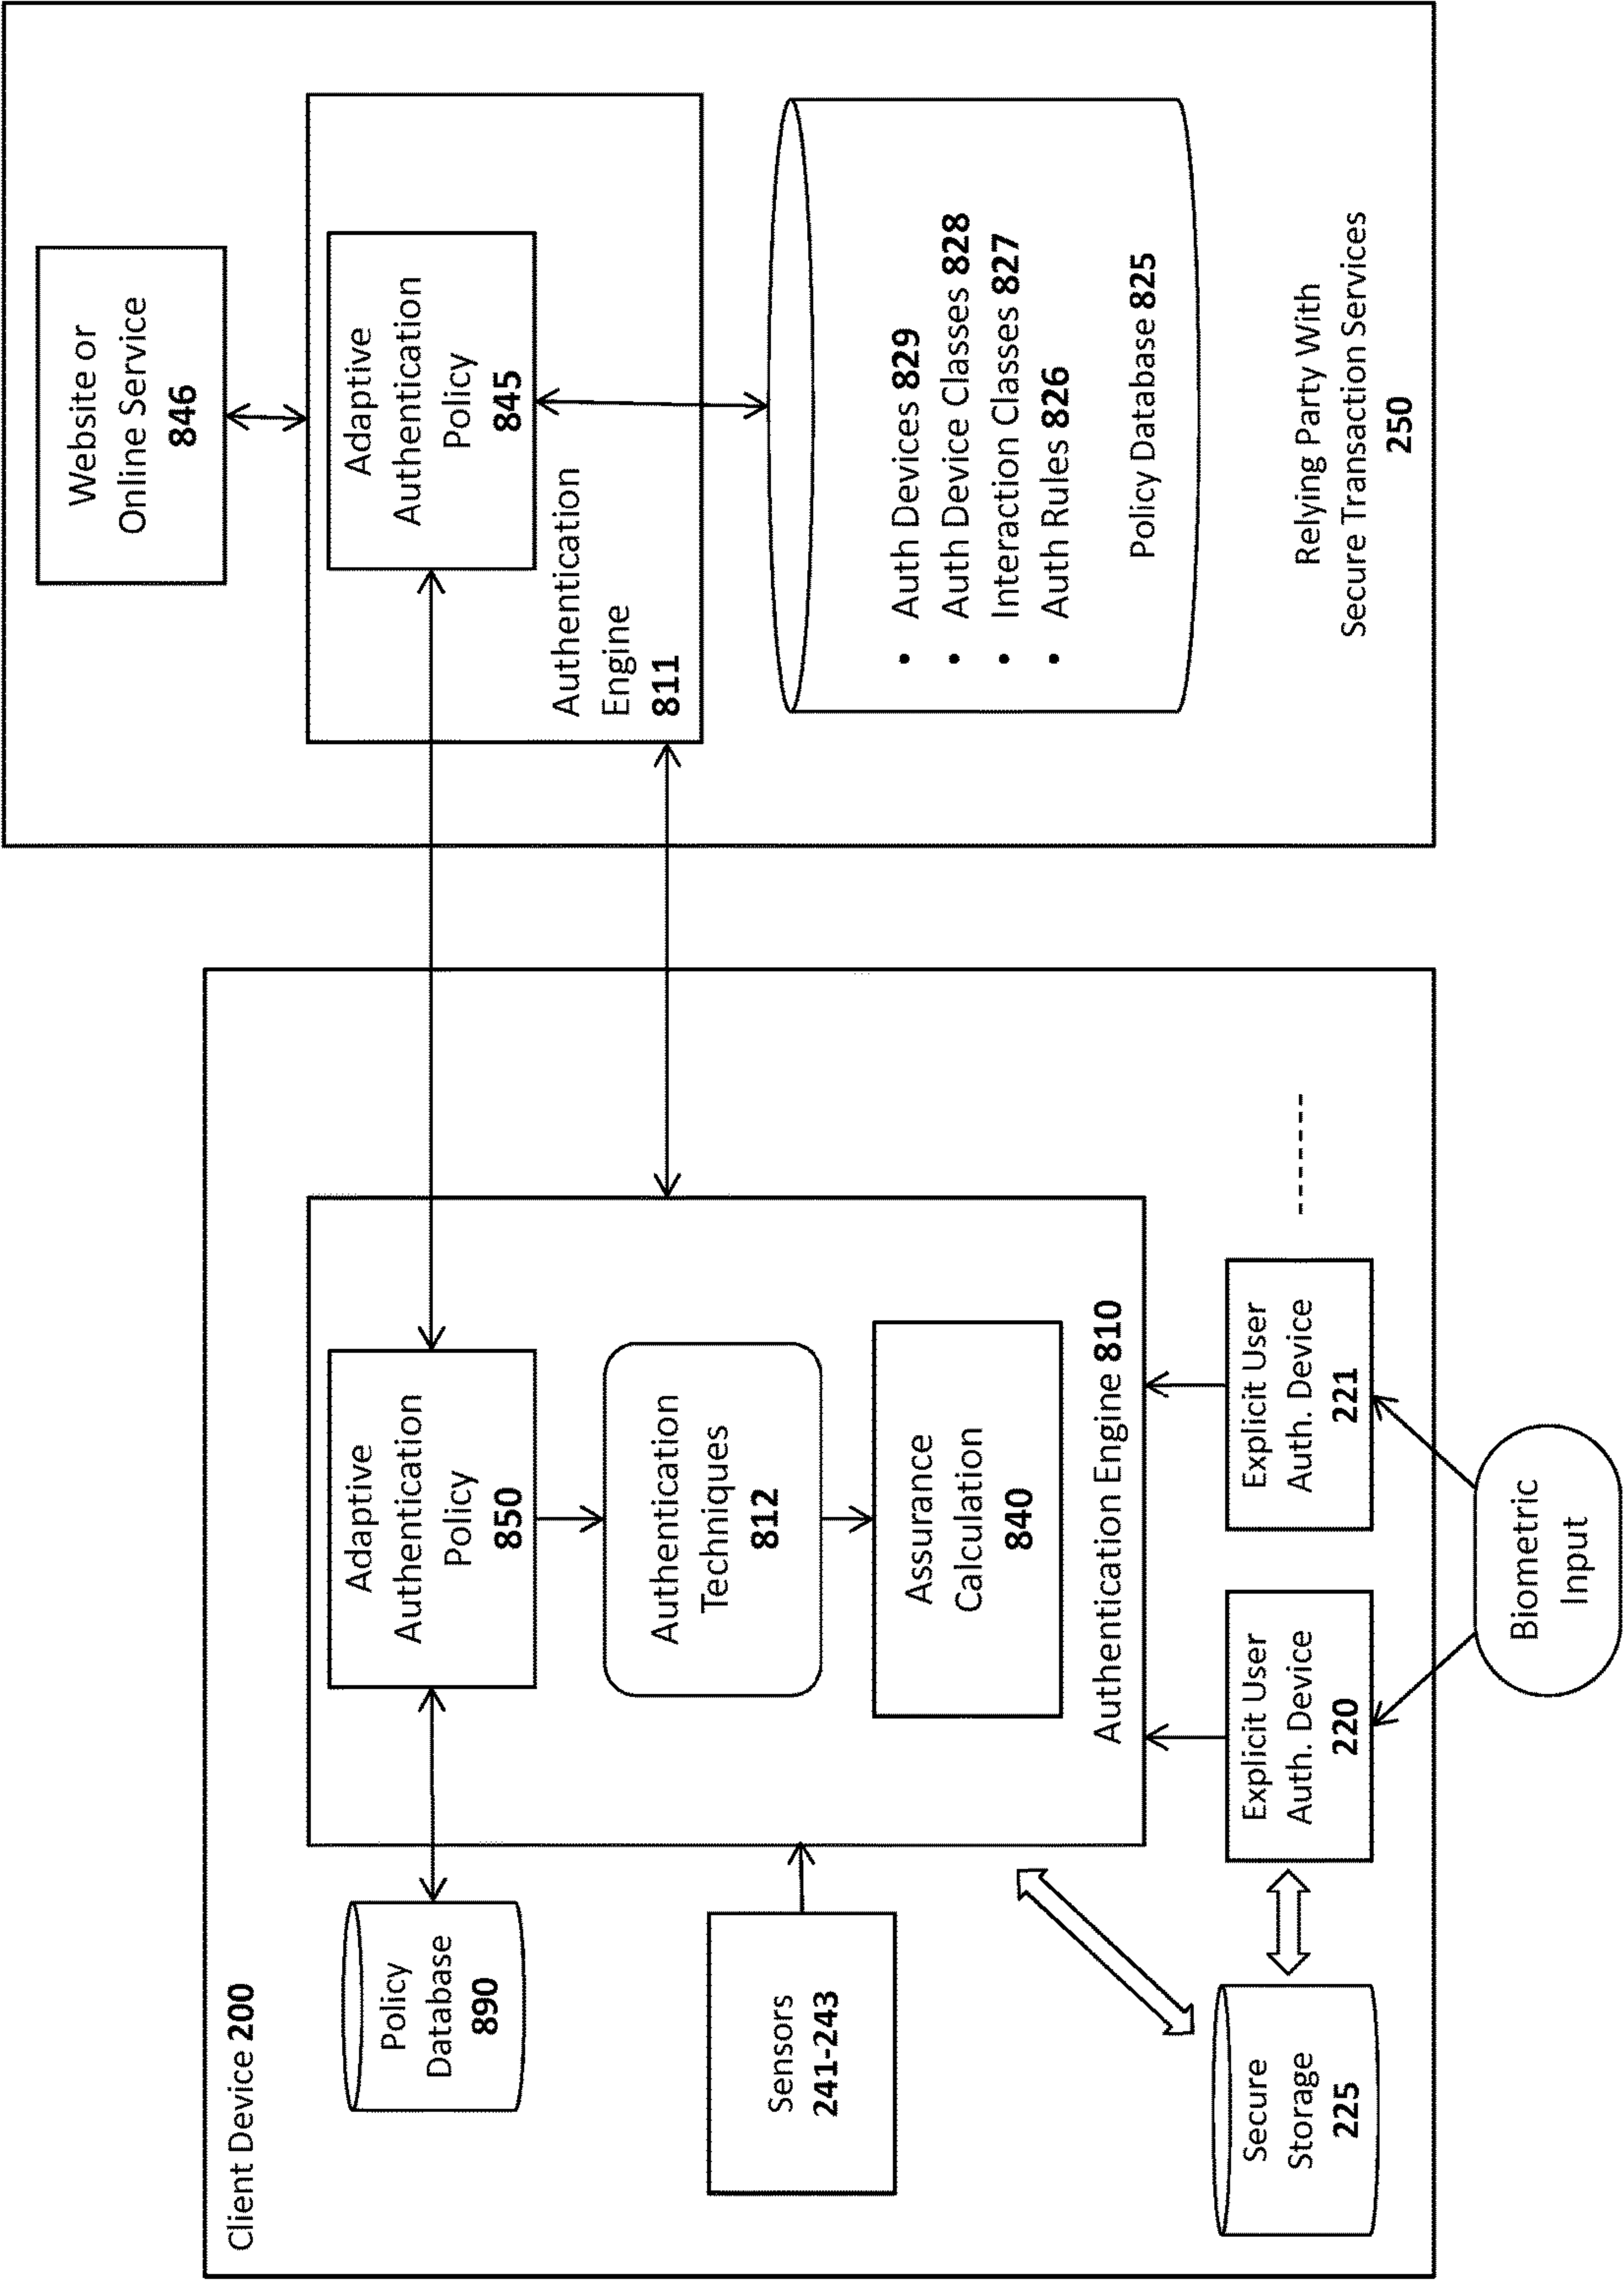 Client Device 200
Policy
Database
890
Adaptive
Authentication
Policy
850
Authentication
Techniques
812
Assurance
Calculation
840
Authentication Engine 810
Sensors
241-243
Secure
Storage
225
Explicit User
Auth. Device
220
Explicit User
Auth. Device
221
Biometric
Input
Website or
Online Service
846
Adaptive
Authentication
Policy
845
Authentication
Engine
811
• Auth Devices 829
• Auth Device Classes 828
• Interaction Classes 827
• Auth Rules 826
Policy Database 825
Relying Party With
Secure Transaction Services
250